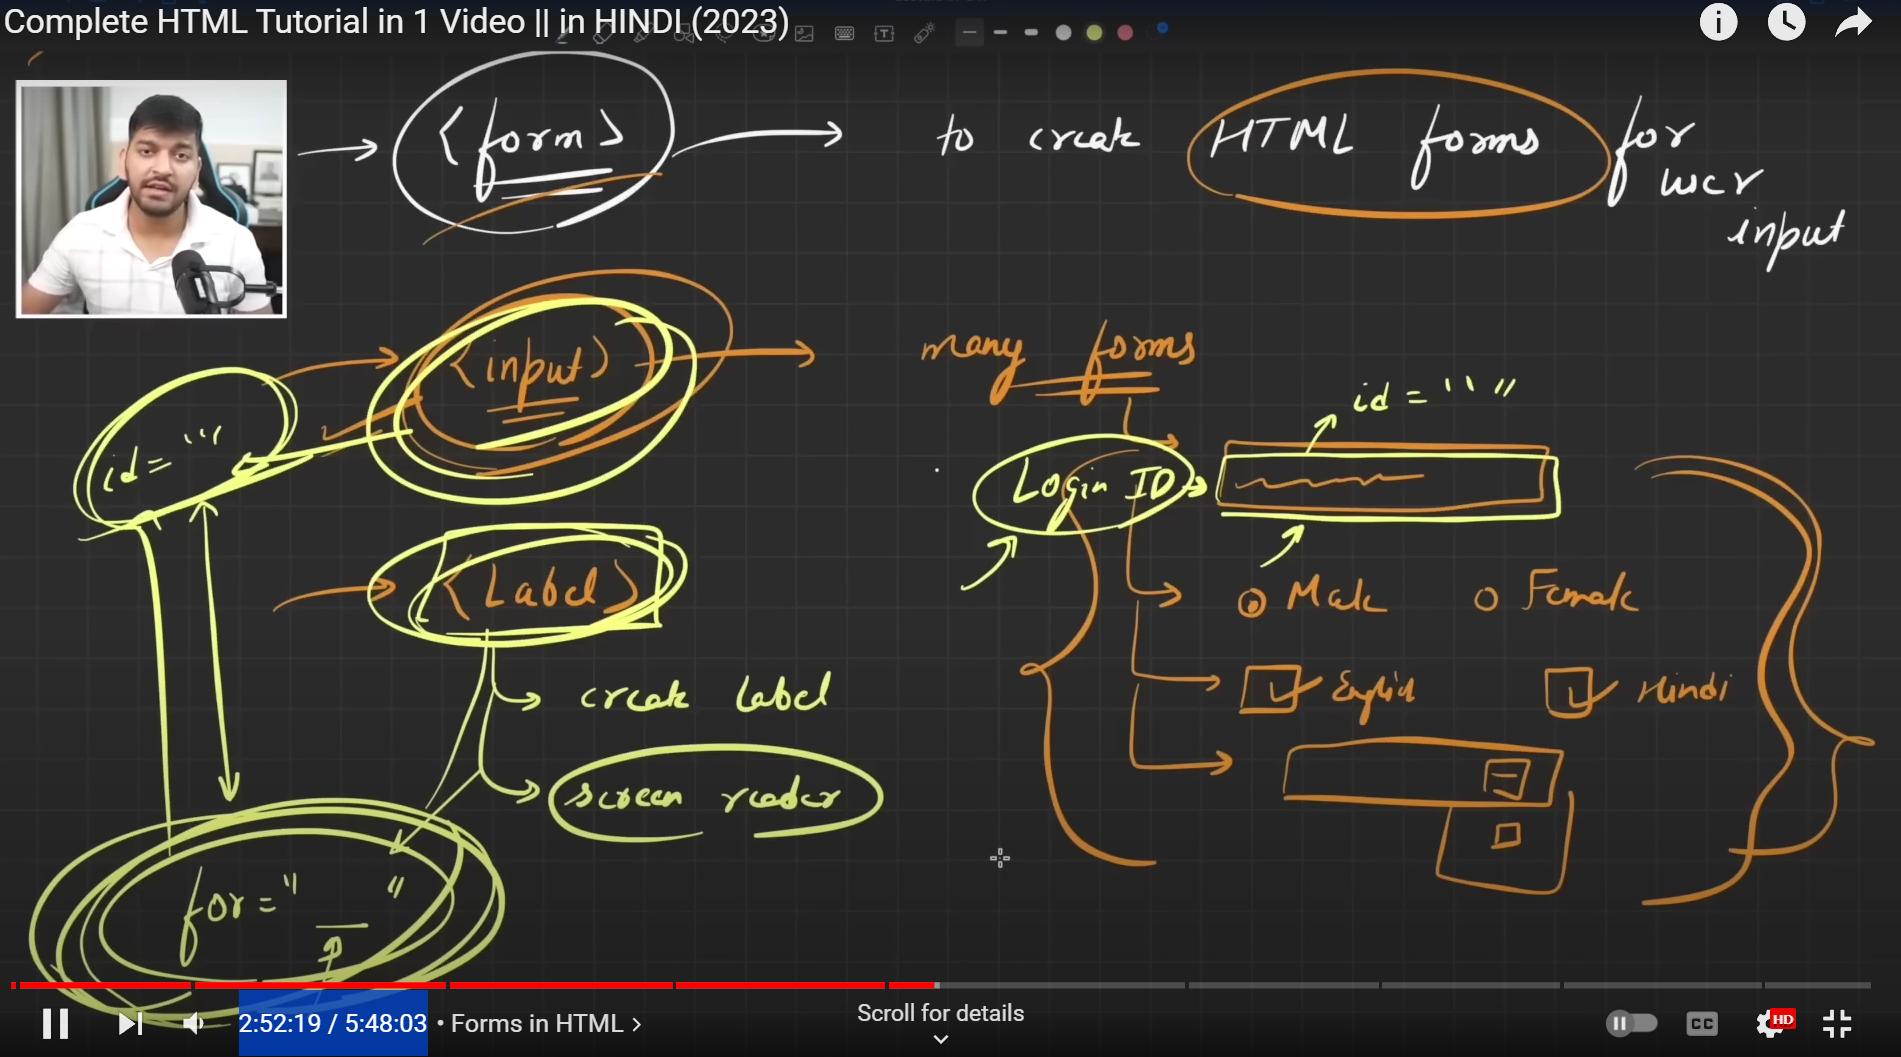 Complete HTML Tutorial in 1 Video || in HINDI (2023)
<form> to create HTML forms for user input
<input> many forms
id = " "
id = " "
Login ID
<Label>
Male Female
create label
English Hindi
screen reader
for = " "
2:52:19 / 5:48:03 • Forms in HTML >
Scroll for details
CC
HD